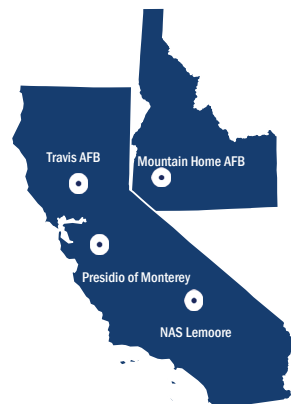 Travis AFB
Mountain Home AFB
Presidio of Monterey
NAS Lemoore